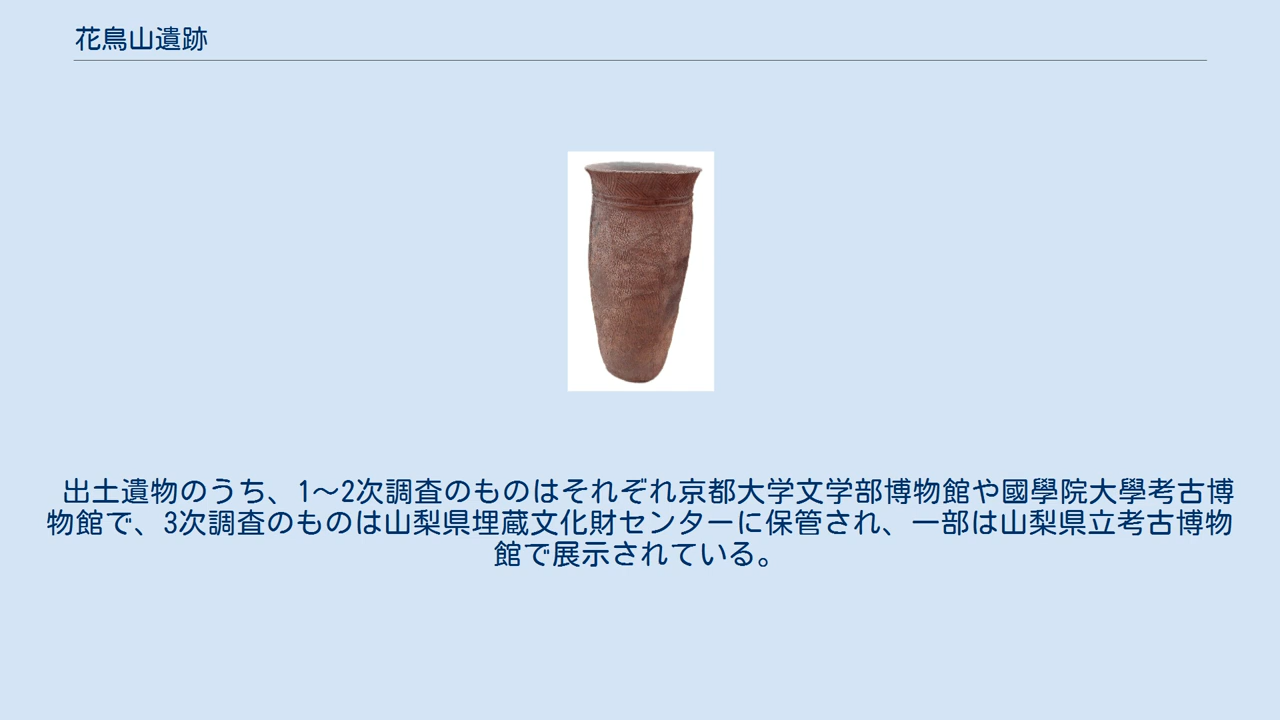 花鳥山遺跡
出土遺物のうち、1～2次調査のものはそれぞれ京都大学文学部博物館や國學院大學考古博
物館で、3次調査のものは山梨県埋蔵文化財センターに保管され、一部は山梨県立考古博物
館で展示されている。